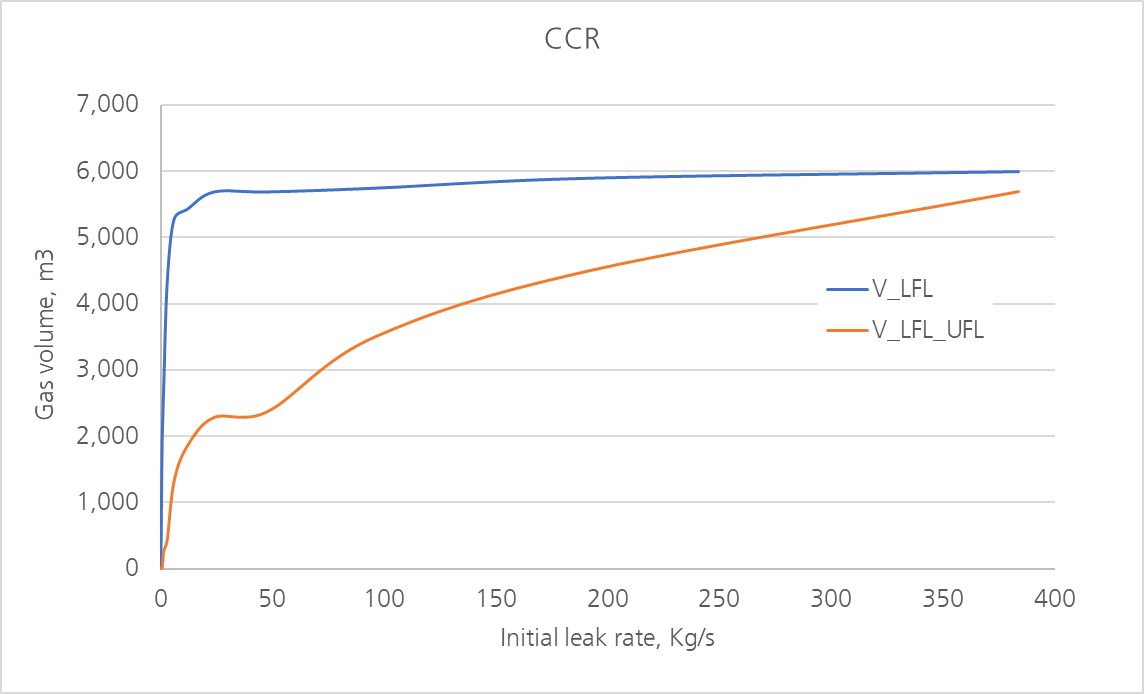 CCR
7,000
6,000
5,000
4,000
3,000
2,000
1,000
0
Gas volume, m3
V_LFL
V_LFL_UFL
0 50 100 150 200 250 300 350 400
Initial leak rate, Kg/s